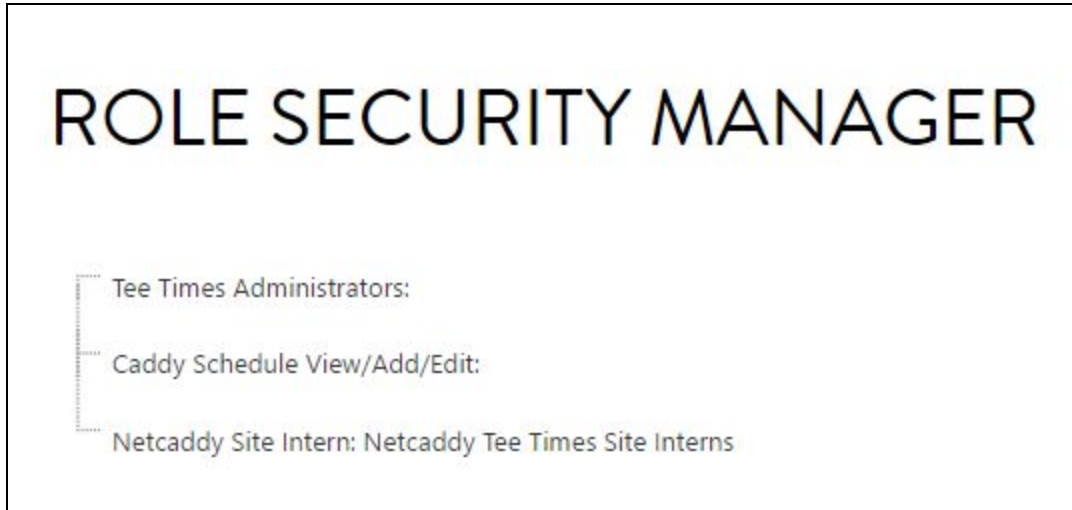 ROLE SECURITY MANAGER
Tee Times Administrators:
Caddy Schedule View/Add/Edit:
Netcaddy Site Intern: Netcaddy Tee Times Site Interns